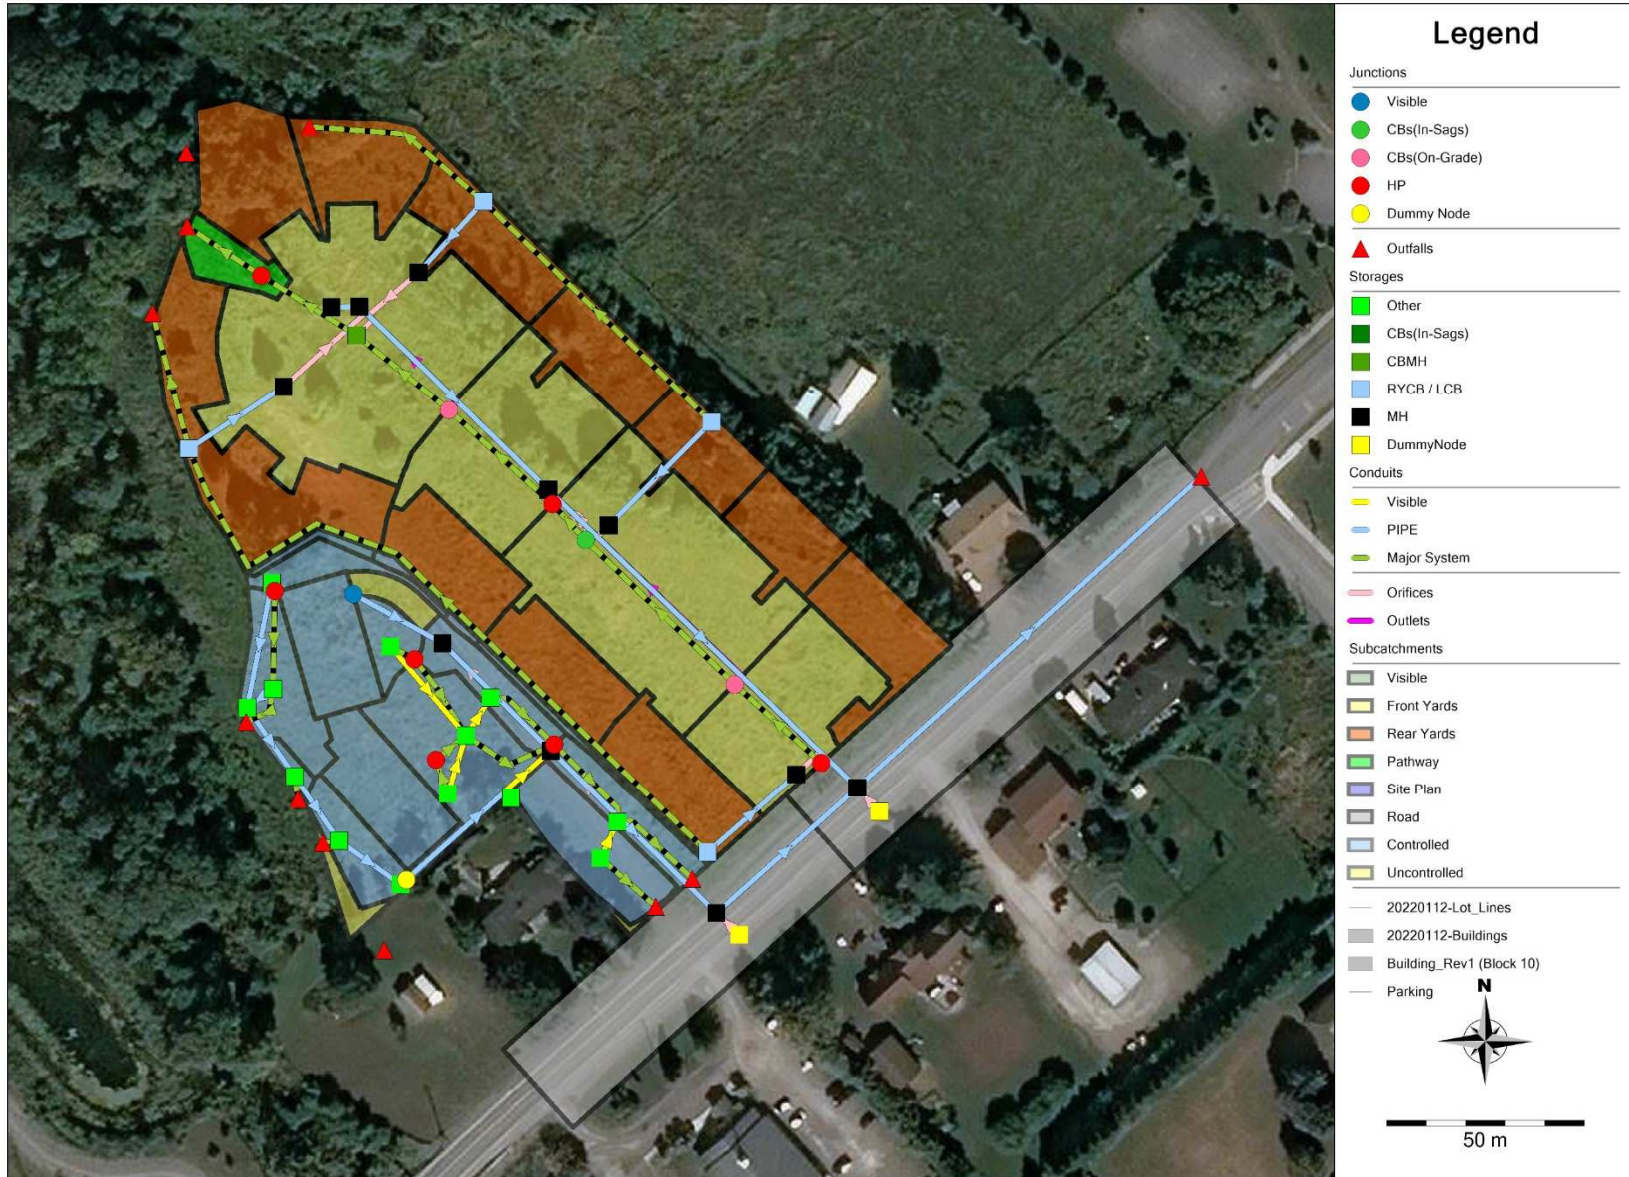 Legend
Junctions
Visible
CBs(In-Sags)
CBs(On-Grade)
HP
Dummy Node
Outfalls
Storages
Other
CBs(In-Sags)
CBMH
RYCB / LCB
MH
DummyNode
Conduits
Visible
PIPE
Major System
Orifices
Outlets
Subcatchments
Visible
Front Yards
Rear Yards
Pathway
Site Plan
Road
Controlled
Uncontrolled
20220112-Lot_Lines
20220112-Buildings
Building_Rev1 (Block 10)
Parking
N
50 m